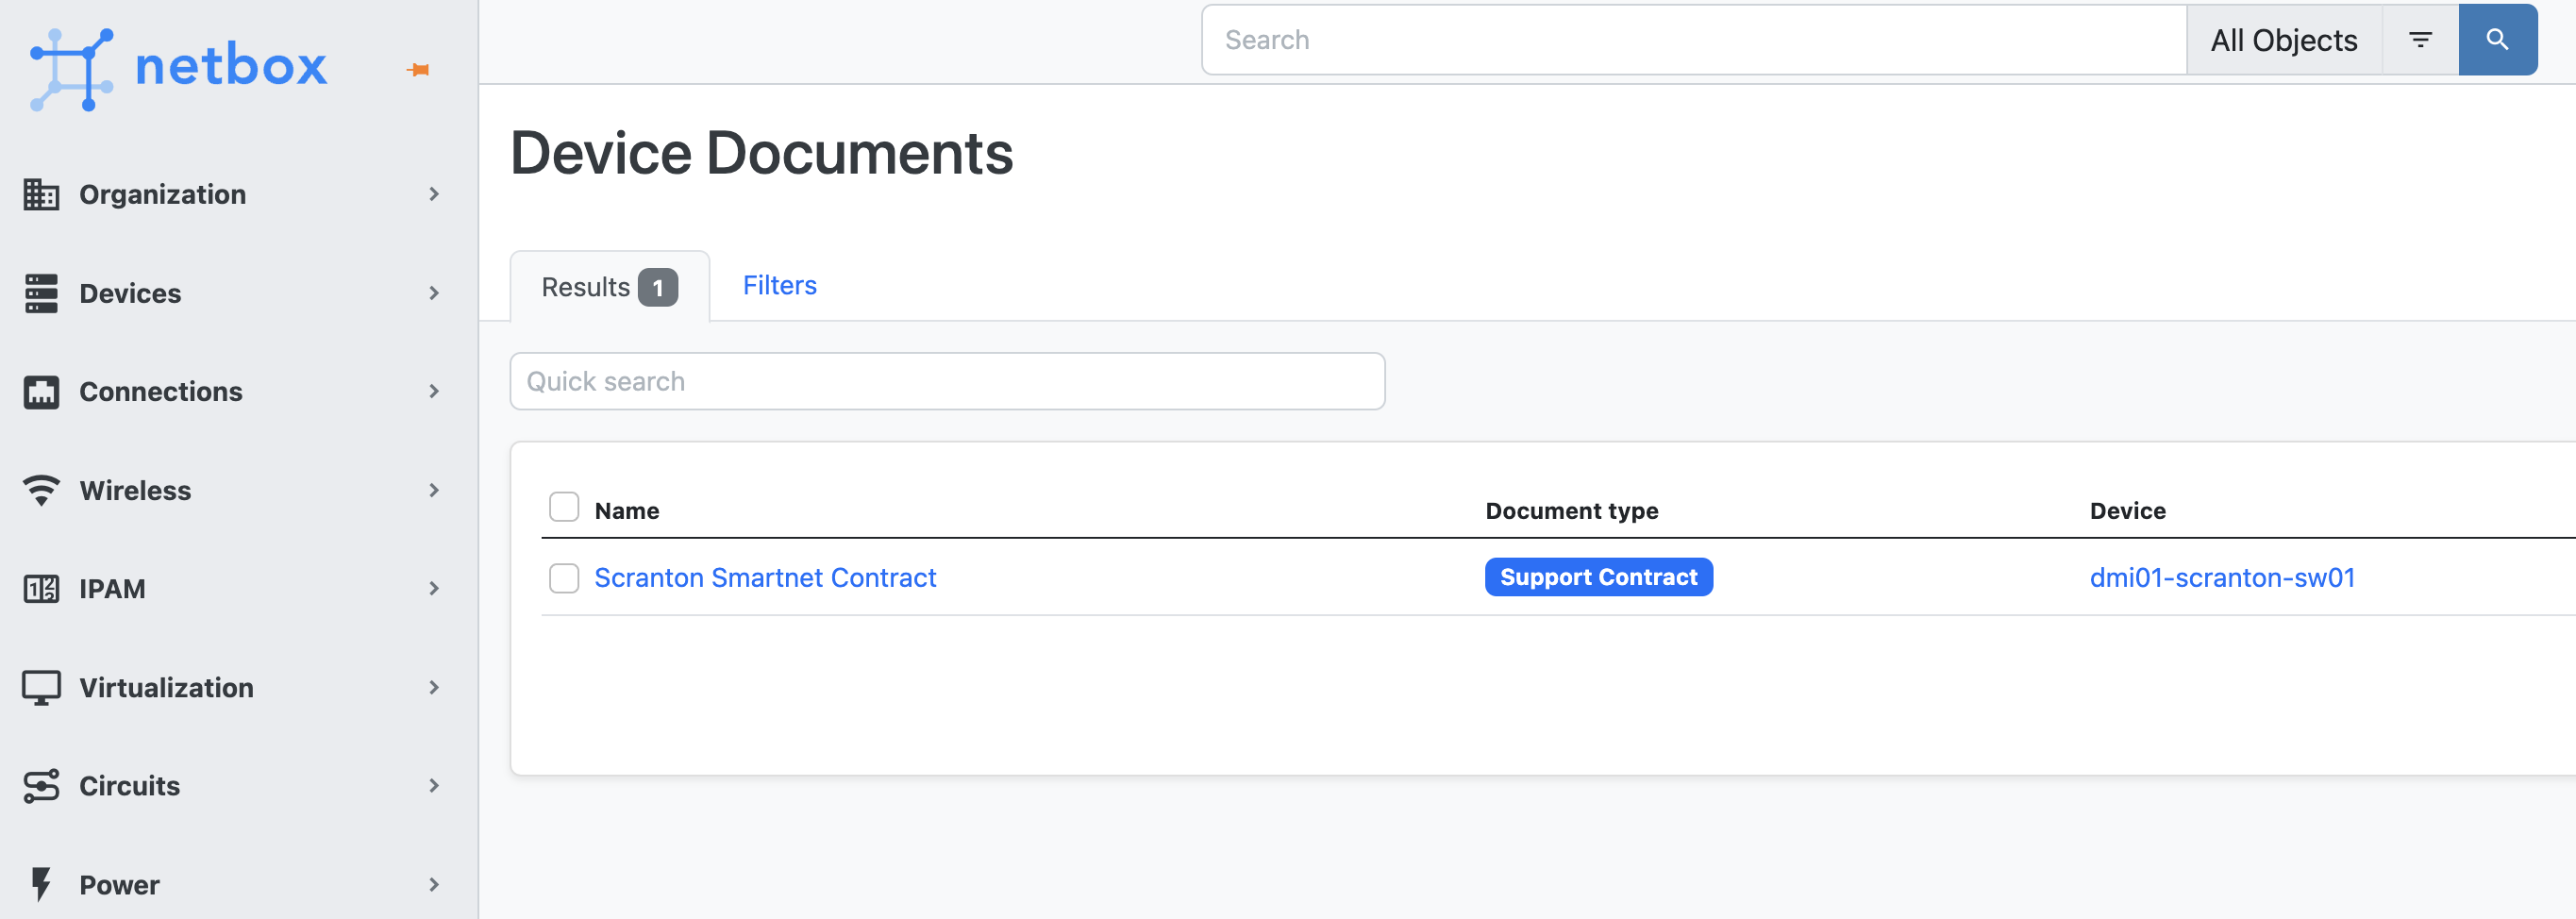 netbox
Search
All Objects
Organization
Devices
Connections
Wireless
IPAM
Virtualization
Circuits
Power
Device Documents
Results 1
Filters
Quick search
Name Document type Device
Scranton Smartnet Contract Support Contract dmi01-scranton-sw01